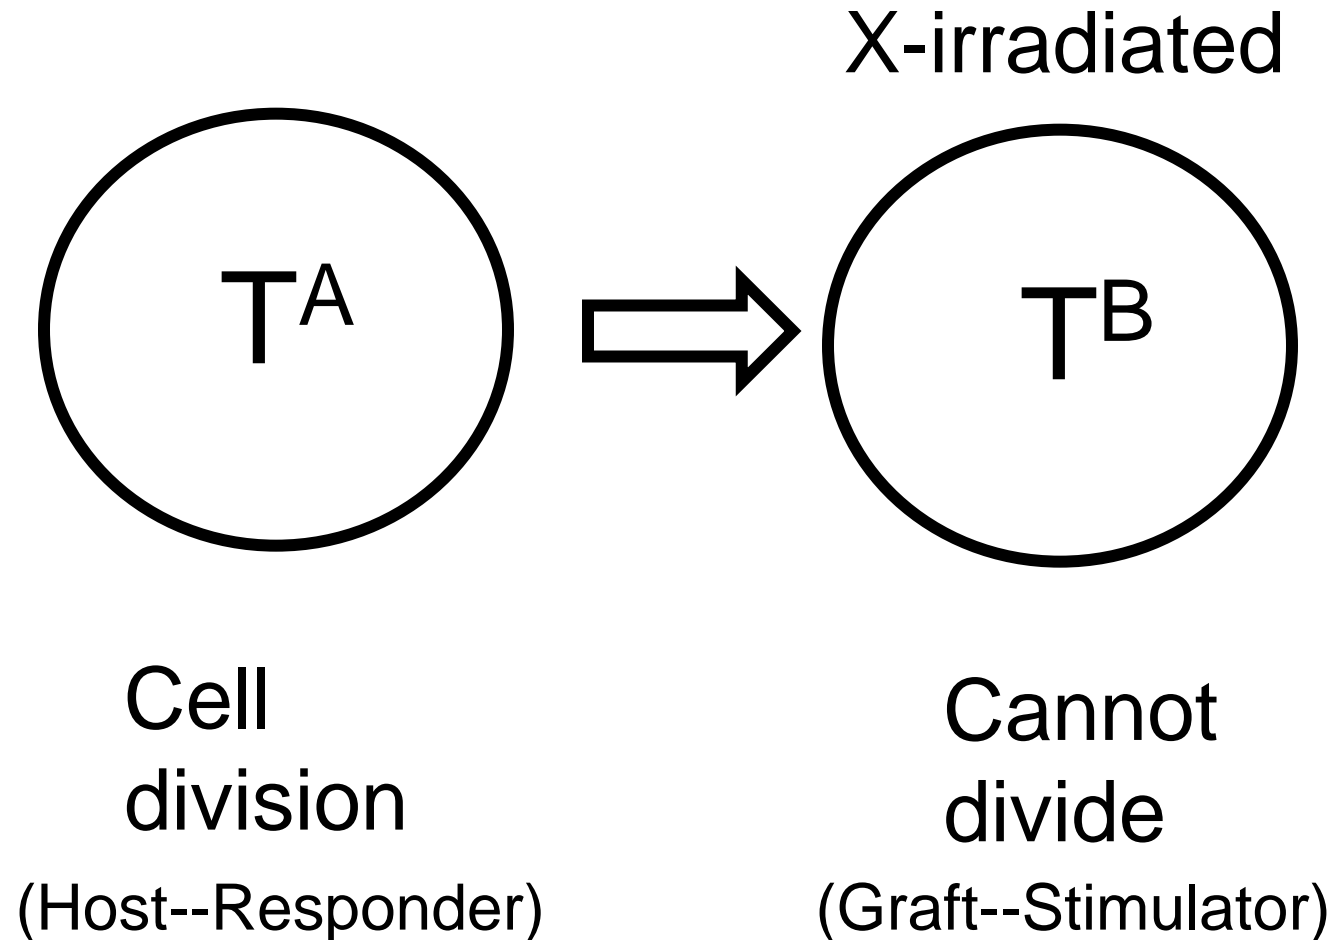 X-irradiated
Tᴬ
Tᴮ
Cell
division
(Host--Responder)
Cannot
divide
(Graft--Stimulator)